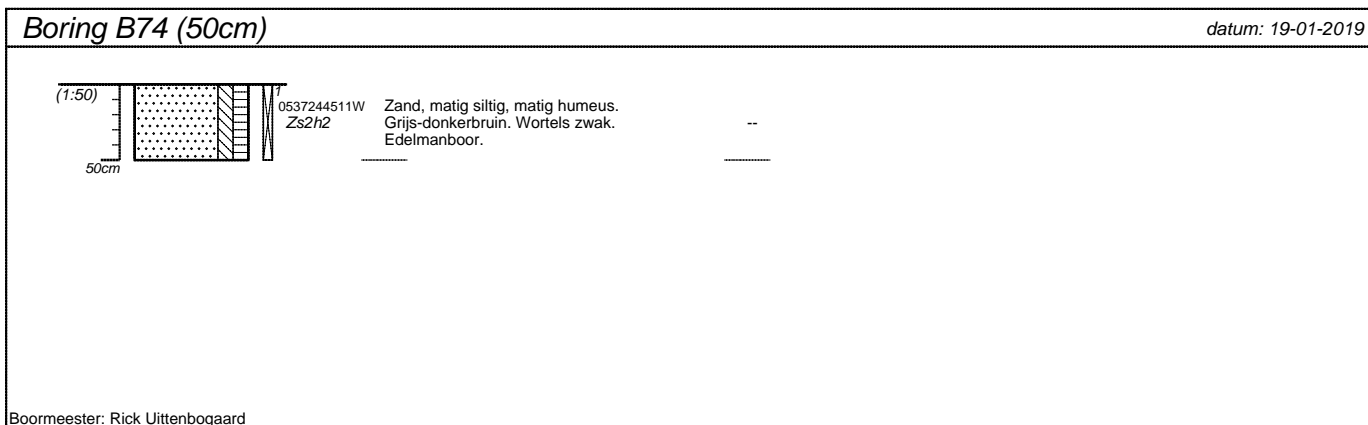 Boring B74 (50cm)
datum: 19-01-2019
(1:50)
1
0537244511W
Zs2h2
Zand, matig siltig, matig humeus.
Grijs-donkerbruin. Wortels zwak.
Edelmanboor.
--
50cm
Boormeester: Rick Uittenbogaard